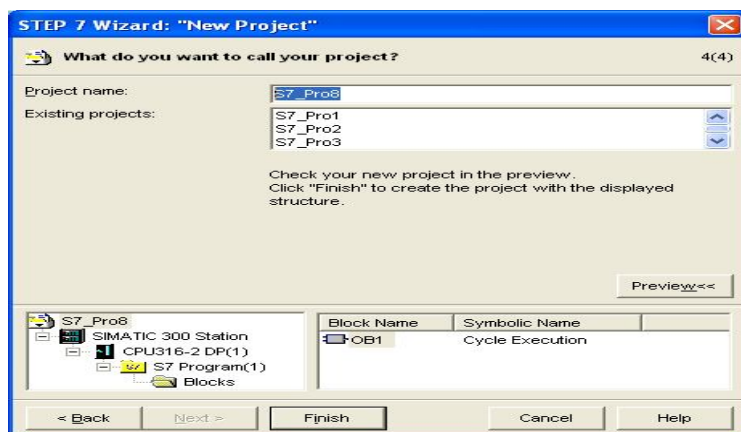 STEP 7 Wizard: "New Project"
What do you want to call your project? 4(4)
Project name: S7_Pro8
Existing projects: S7_Pro1
S7_Pro2
S7_Pro3
Check your new project in the preview.
Click "Finish" to create the project with the displayed
structure.
Preview<<
S7_Pro8
SIMATIC 300 Station
CPU316-2 DP(1)
S7 Program(1)
Blocks
Block Name Symbolic Name
OB1 Cycle Execution
< Back Next > Finish Cancel Help